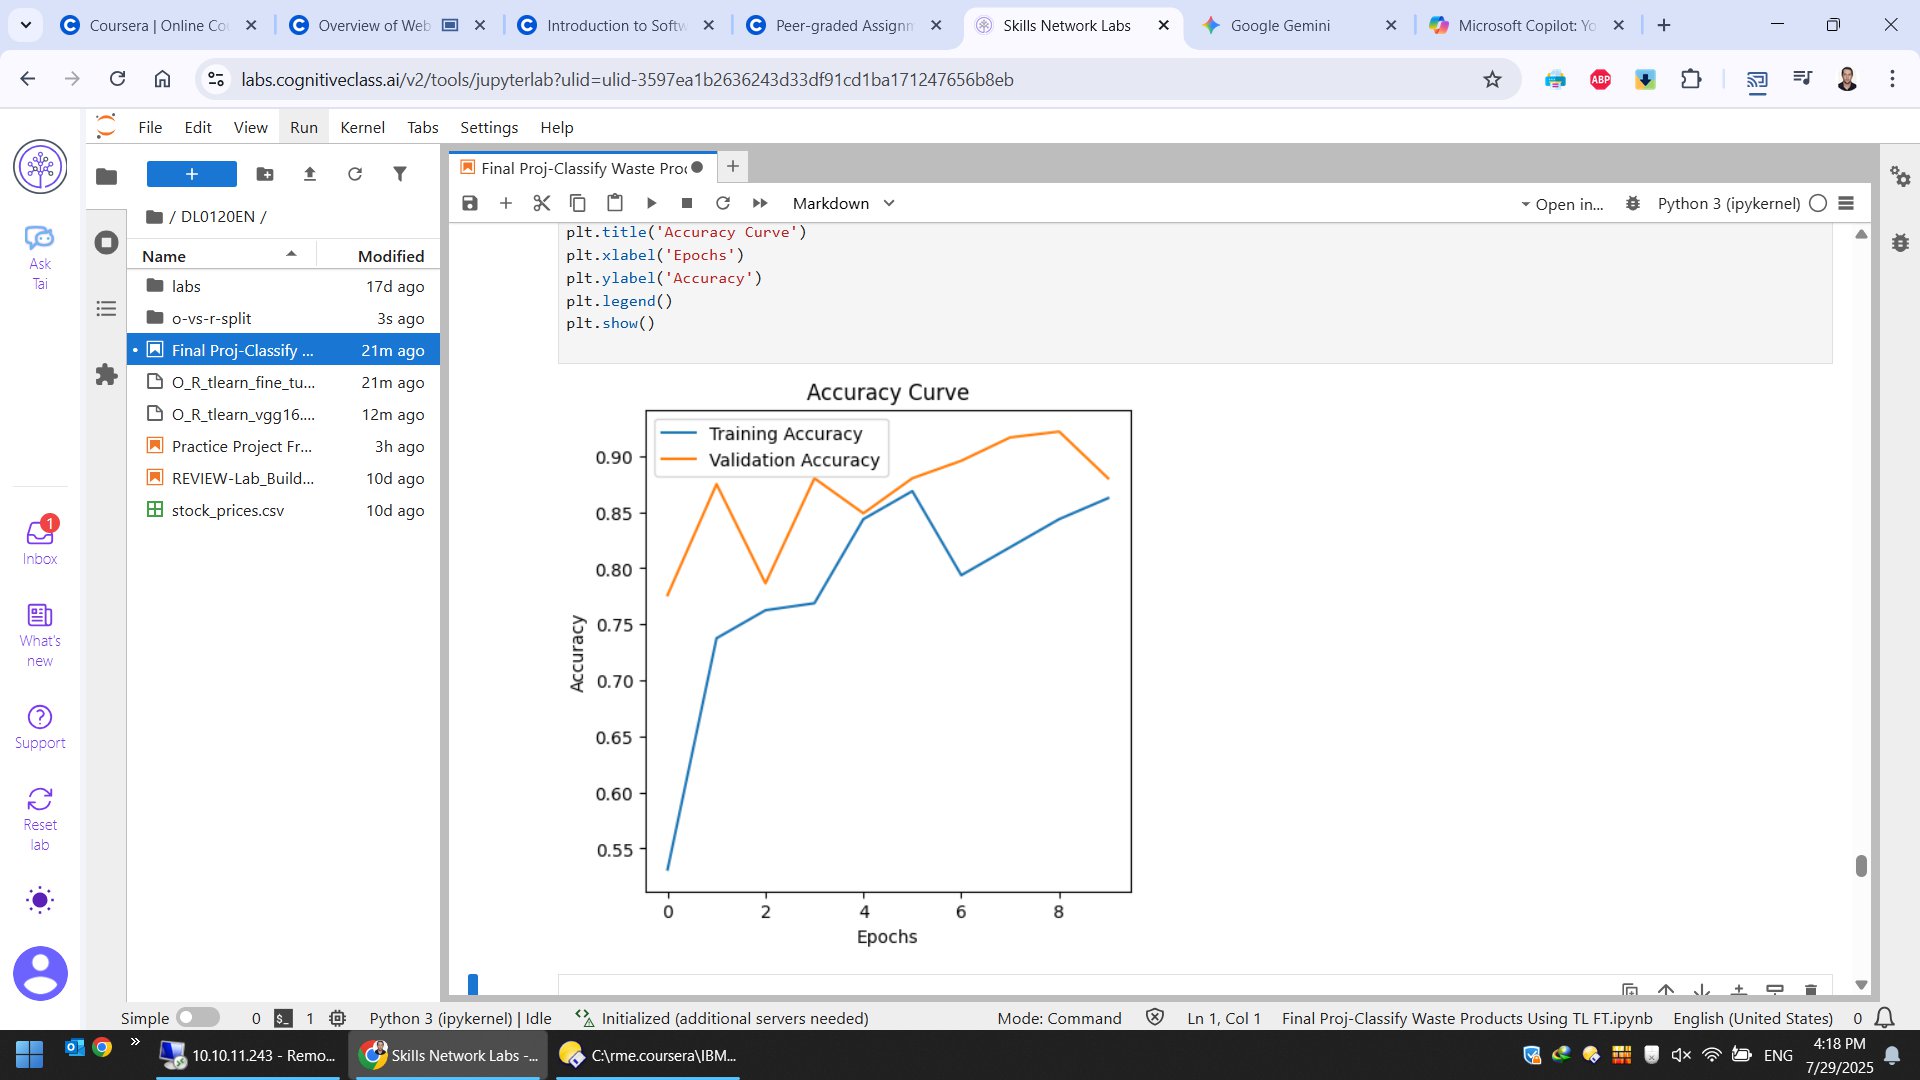 Coursera | Online Co
Overview of Web
Introduction to Softw
Peer-graded Assignm
Skills Network Labs
Google Gemini
Microsoft Copilot: Yo
labs.cognitiveclass.ai/v2/tools/jupyterlab?ulid=ulid-3597ea1b2636243d33df91cd1ba171247656b8eb
ABP
File Edit View Run Kernel Tabs Settings Help
Ask
Tai
1
Inbox
What's
new
Support
Reset
lab
/ DL0120EN /
Name Modified
labs 17d ago
o-vs-r-split 3s ago
Final Proj-Classify ... 21m ago
O_R_tlearn_fine_tu... 21m ago
O_R_tlearn_vgg16.... 12m ago
Practice Project Fr... 3h ago
REVIEW-Lab_Build... 10d ago
stock_prices.csv 10d ago
Final Proj-Classify Waste Proc
Markdown
Open in...
Python 3 (ipykernel)
plt.title('Accuracy Curve')
plt.xlabel('Epochs')
plt.ylabel('Accuracy')
plt.legend()
plt.show()
Accuracy Curve
Training Accuracy
Validation Accuracy
0.90
0.85
0.80
0.75
0.70
0.65
0.60
0.55
Accuracy
0 2 4 6 8
Epochs
Simple 0 $_ 1 Python 3 (ipykernel) | Idle Initialized (additional servers needed) Mode: Command Ln 1, Col 1 Final Proj-Classify Waste Products Using TL FT.ipynb English (United States) 0
10.10.11.243 - Remo...
Skills Network Labs -...
C:\rme.coursera\IBM...
ENG
4:18 PM
7/29/2025